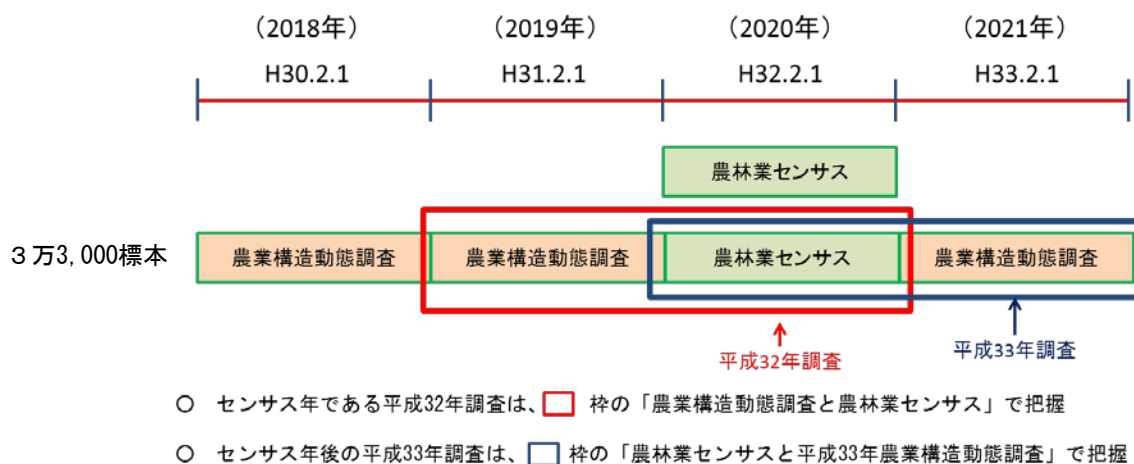 （2018年） （2019年） （2020年） （2021年）
H30.2.1 H31.2.1 H32.2.1 H33.2.1
農林業センサス
３万3,000標本 農業構造動態調査 農業構造動態調査 農林業センサス 農業構造動態調査
平成32年調査 平成33年調査
○ センサス年である平成32年調査は、 枠の「農業構造動態調査と農林業センサス」で把握
○ センサス年後の平成33年調査は、 枠の「農林業センサスと平成33年農業構造動態調査」で把握